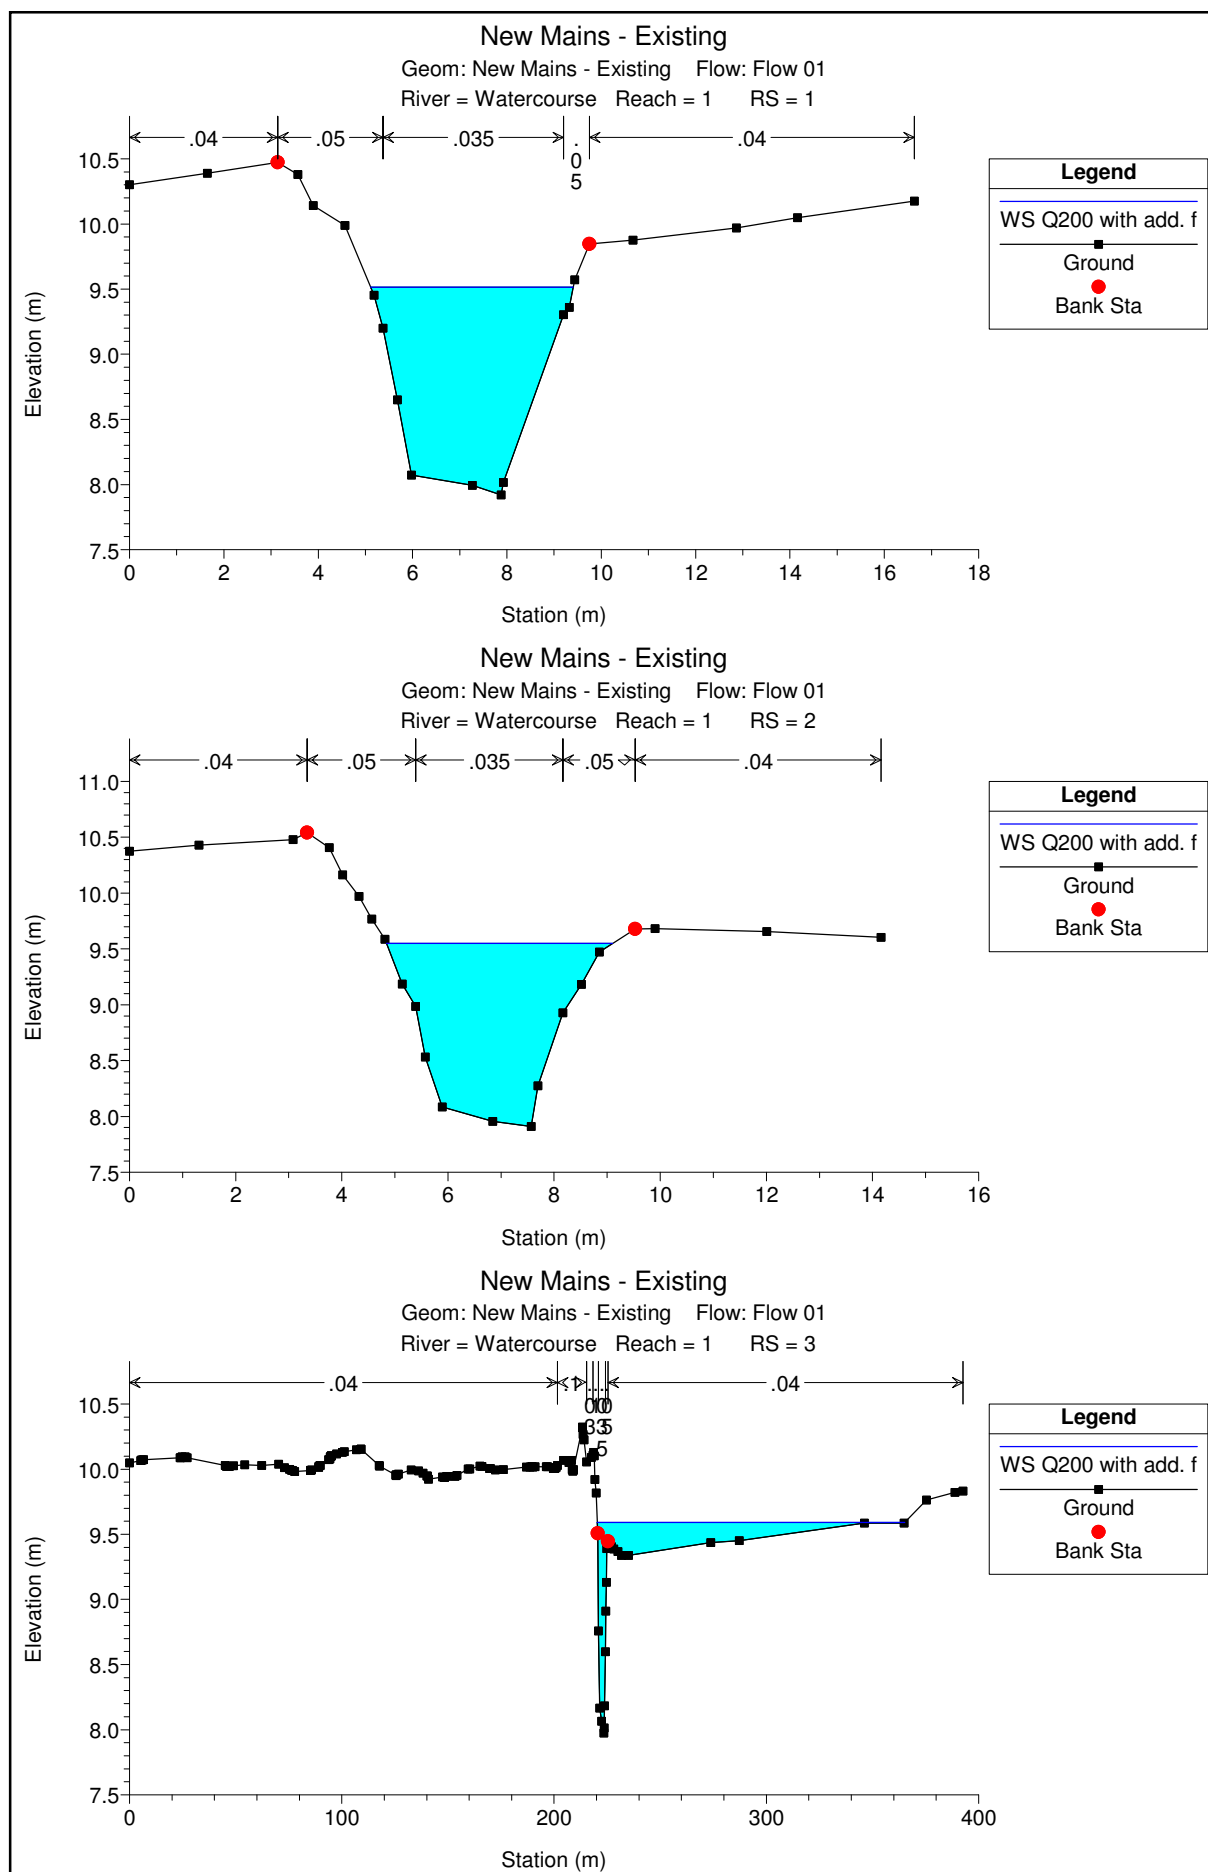 New Mains - Existing
Geom: New Mains - Existing Flow: Flow 01
River = Watercourse Reach = 1 RS = 1
.04 .05 .035 .05 .04
10.5
10.0
9.5
9.0
8.5
8.0
7.5
Elevation (m)
0 2 4 6 8 10 12 14 16 18
Station (m)
Legend
WS Q200 with add. f
Ground
Bank Sta
New Mains - Existing
Geom: New Mains - Existing Flow: Flow 01
River = Watercourse Reach = 1 RS = 2
.04 .05 .035 .05 .04
11.0
10.5
10.0
9.5
9.0
8.5
8.0
7.5
Elevation (m)
0 2 4 6 8 10 12 14 16
Station (m)
Legend
WS Q200 with add. f
Ground
Bank Sta
New Mains - Existing
Geom: New Mains - Existing Flow: Flow 01
River = Watercourse Reach = 1 RS = 3
.04 .04
10.5
10.0
9.5
9.0
8.5
8.0
7.5
Elevation (m)
0 100 200 300 400
Station (m)
Legend
WS Q200 with add. f
Ground
Bank Sta